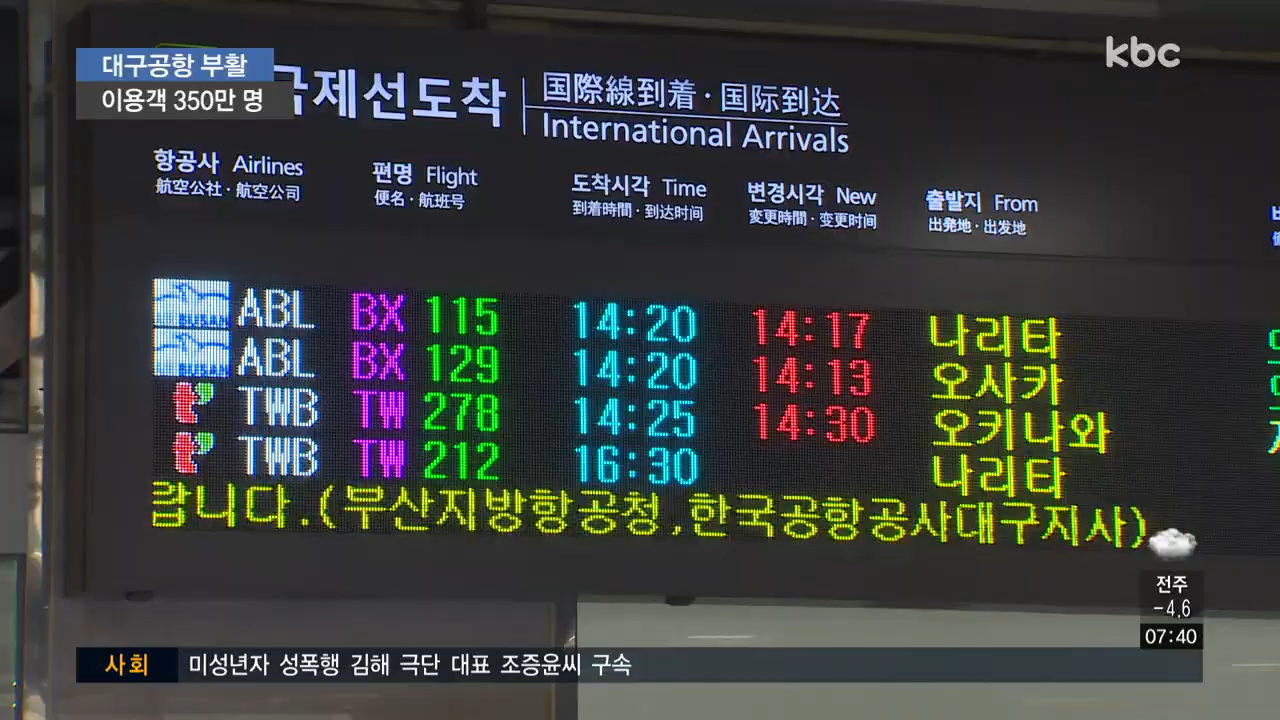 대구공항 부활
이용객 350만 명
kbc
국제선도착
国際線到着·国际到达
International Arrivals
항공사 Airlines
航空公社·航空公司
편명 Flight
便名·航班号
도착시각 Time
到着時間·到达时间
변경시각 New
変更時間·变更时间
출발지 From
出発地·出发地
ABL BX 115 14:20 14:17 나리타
ABL BX 129 14:20 14:13 오사카
TWB TW 278 14:25 14:30 오키나와
TWB TW 212 16:30 나리타
랍니다.(부산지방항공청,한국공항공사대구지사)
전주
-4.6
07:40
사회 미성년자 성폭행 김해 극단 대표 조증윤씨 구속